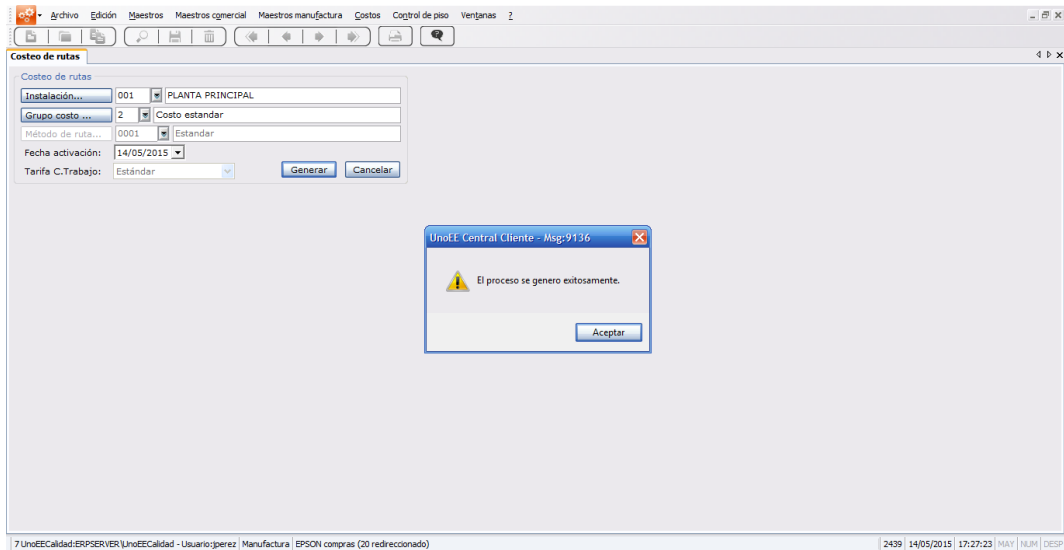 Archivo Edición Maestros Maestros comercial Maestros manufactura Costos Control de piso Ventanas ?
Costeo de rutas
Costeo de rutas
Instalación... 001 PLANTA PRINCIPAL
Grupo costo ... 2 Costo estandar
Método de ruta... 0001 Estandar
Fecha activación: 14/05/2015
Tarifa C.Trabajo: Estándar Generar Cancelar
UnoEE Central Cliente - Msg:9136
El proceso se genero exitosamente.
Aceptar
7 UnoEECalidad:ERPSERVER\UnoEECalidad - Usuario:jperez Manufactura EPSON compras (20 redireccionado) 2439 14/05/2015 17:27:23 MAY NUM DESP